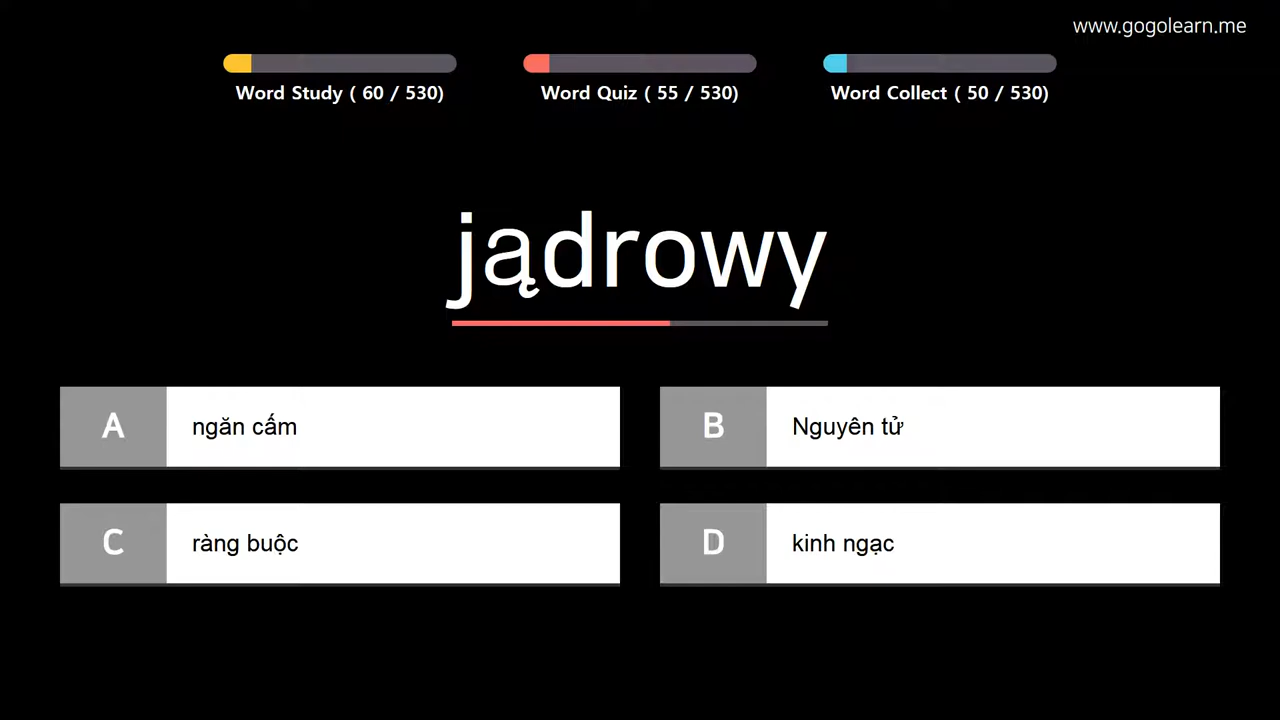 www.gogolearn.me
Word Study ( 60 / 530)
Word Quiz ( 55 / 530)
Word Collect ( 50 / 530)
jądrowy
A ngăn cấm
B Nguyên tử
C ràng buộc
D kinh ngạc